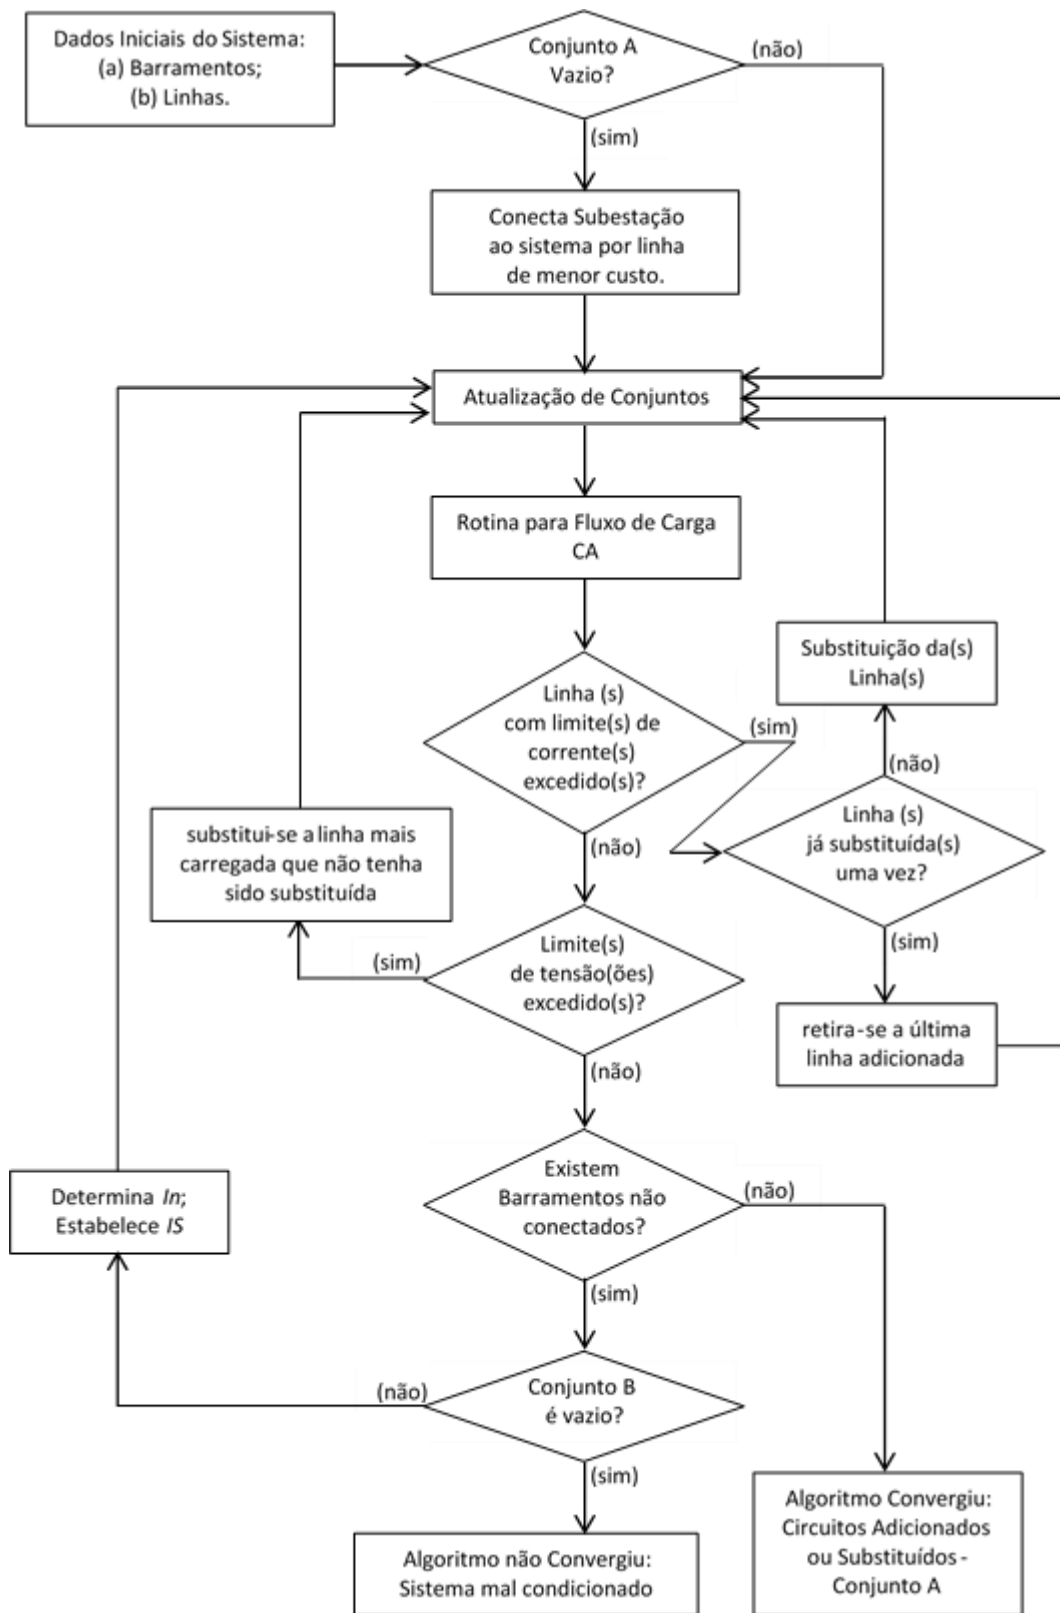 Dados Iniciais do Sistema:
(a) Barramentos;
(b) Linhas.
Conjunto A
Vazio?
(não)
(sim)
Conecta Subestação
ao sistema por linha
de menor custo.
Atualização de Conjuntos
Rotina para Fluxo de Carga
CA
Linha (s)
com limite(s) de
corrente(s)
excedido(s)?
(sim)
(não)
Substituição da(s)
Linha(s)
(não)
Linha (s)
já substituída(s)
uma vez?
(sim)
retira-se a última
linha adicionada
substitui-se a linha mais
carregada que não tenha
sido substituída
(sim)
Limite(s)
de tensão(ões)
excedido(s)?
(não)
Existem
Barramentos não
conectados?
(não)
(sim)
Determina In;
Estabelece IS
(não)
Conjunto B
é vazio?
(sim)
Algoritmo não Convergiu:
Sistema mal condicionado
Algoritmo Convergiu:
Circuitos Adicionados
ou Substituídos -
Conjunto A